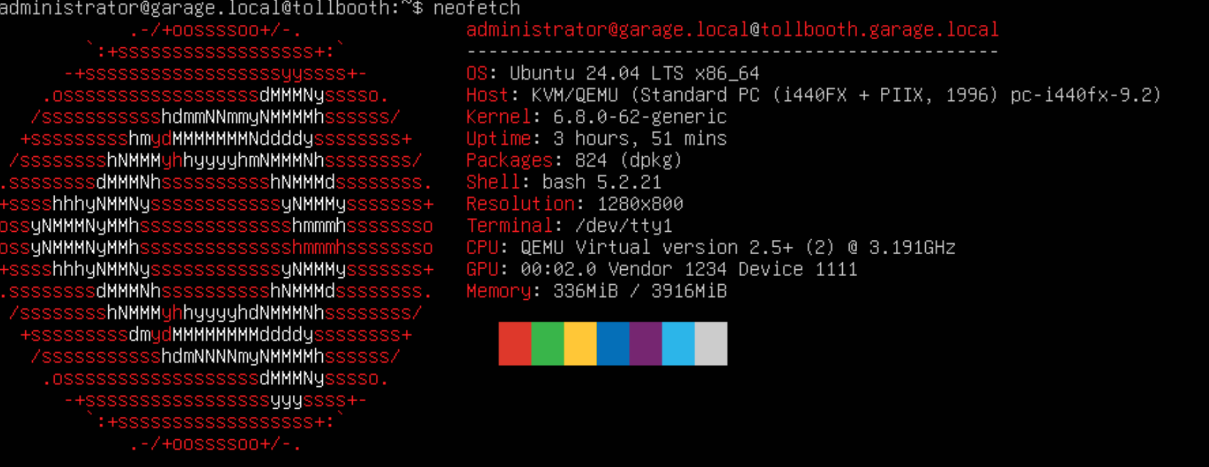 administrator@garage.local@tollbooth:~$ neofetch
            .-/+oossssoo+/-.               administrator@garage.local@tollbooth.garage.local
        `:+ssssssssssssssssss+:`           -------------------------------------------------
      -+ssssssssssssssssssyyssss+-         OS: Ubuntu 24.04 LTS x86_64
    .ossssssssssssssssssdMMMNysssso.       Host: KVM/QEMU (Standard PC (i440FX + PIIX, 1996) pc-i440fx-9.2)
   /ssssssssssshdmmNNmmyNMMMMhssssss/      Kernel: 6.8.0-62-generic
  +ssssssssshmydMMMMMMMNddddyssssssss+     Uptime: 3 hours, 51 mins
 /sssssssshNMMMyhhyyyyhmNMMMNhssssssss/    Packages: 824 (dpkg)
.ssssssssdMMMNhsssssssssshNMMMdssssssss.   Shell: bash 5.2.21
+sssshhhyNMMNyssssssssssssyNMMMysssssss+   Resolution: 1280x800
ossyNMMMNyMMhsssssssssssssshmmmhssssssso   Terminal: /dev/tty1
ossyNMMMNyMMhsssssssssssssshmmmhssssssso   CPU: QEMU Virtual version 2.5+ (2) @ 3.191GHz
+sssshhhyNMMNyssssssssssssyNMMMysssssss+   GPU: 00:02.0 Vendor 1234 Device 1111
.ssssssssdMMMNhsssssssssshNMMMdssssssss.   Memory: 336MiB / 3916MiB
 /sssssssshNMMMyhhyyyyhdNMMMNhssssssss/
  +sssssssssdmydMMMMMMMMddddyssssssss+
   /ssssssssssshdmNNNNmyNMMMMhssssss/
    .ossssssssssssssssssdMMMNysssso.
      -+sssssssssssssssssyyyssss+-
        `:+ssssssssssssssssss+:`
            .-/+oossssoo+/-.